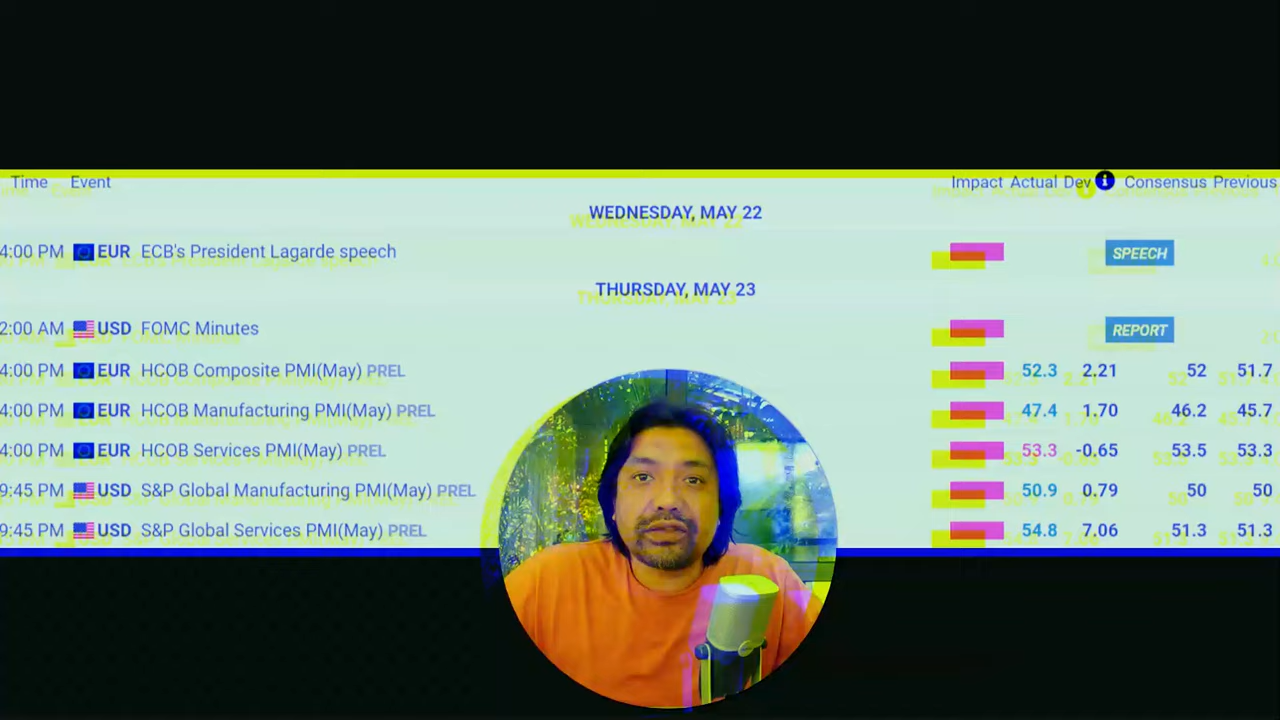 Time Event Impact Actual Dev i Consensus Previous
WEDNESDAY, MAY 22
4:00 PM EUR ECB's President Lagarde speech SPEECH
THURSDAY, MAY 23
2:00 AM USD FOMC Minutes REPORT
4:00 PM EUR HCOB Composite PMI(May) PREL 52.3 2.21 52 51.7
4:00 PM EUR HCOB Manufacturing PMI(May) PREL 47.4 1.70 46.2 45.7
4:00 PM EUR HCOB Services PMI(May) PREL 53.3 -0.65 53.5 53.3
9:45 PM USD S&P Global Manufacturing PMI(May) PREL 50.9 0.79 50 50
9:45 PM USD S&P Global Services PMI(May) PREL 54.8 7.06 51.3 51.3